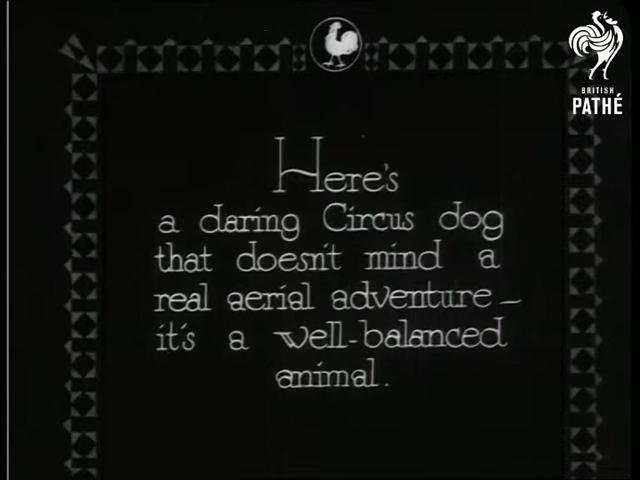 BRITISH
PATHÉ
Here's
a daring Circus dog
that doesn't mind a
real aerial adventure —
it's a well-balanced
animal.